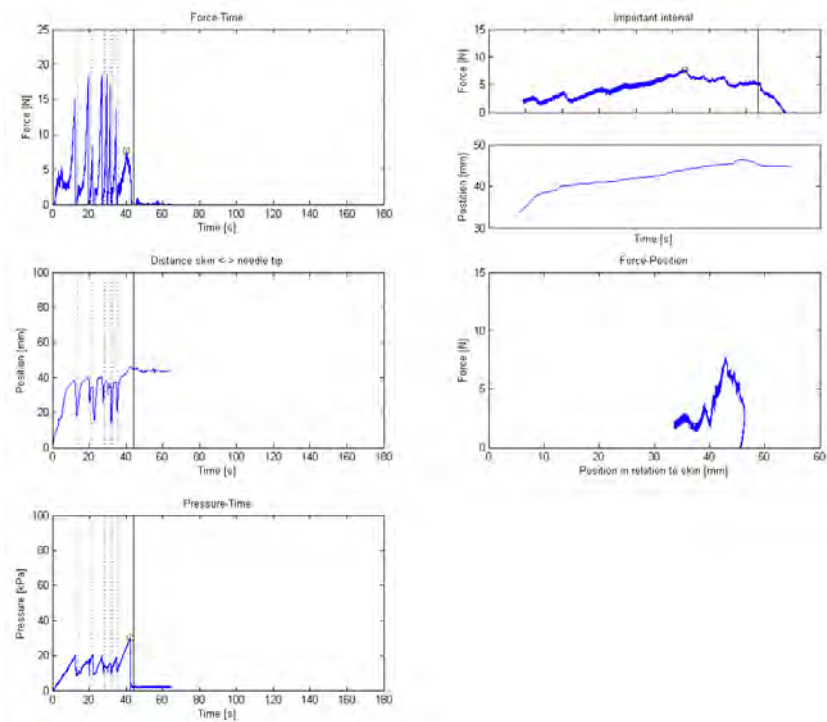 Force-Time
25
20
15
10
5
0
Force [N]
0 20 40 60 80 100 120 140 160 180
Time [s]
Important interval
15
10
5
0
Force [N]
50
40
30
Position [mm]
Time [s]
Distance skin <-> needle tip
100
80
60
40
20
0
Position [mm]
0 20 40 60 80 100 120 140 160 180
Time [s]
Force-Position
15
10
5
0
Force [N]
0 10 20 30 40 50 60
Position in relation to skin [mm]
Pressure-Time
100
80
60
40
20
0
Pressure [kPa]
0 20 40 60 80 100 120 140 160 180
Time [s]